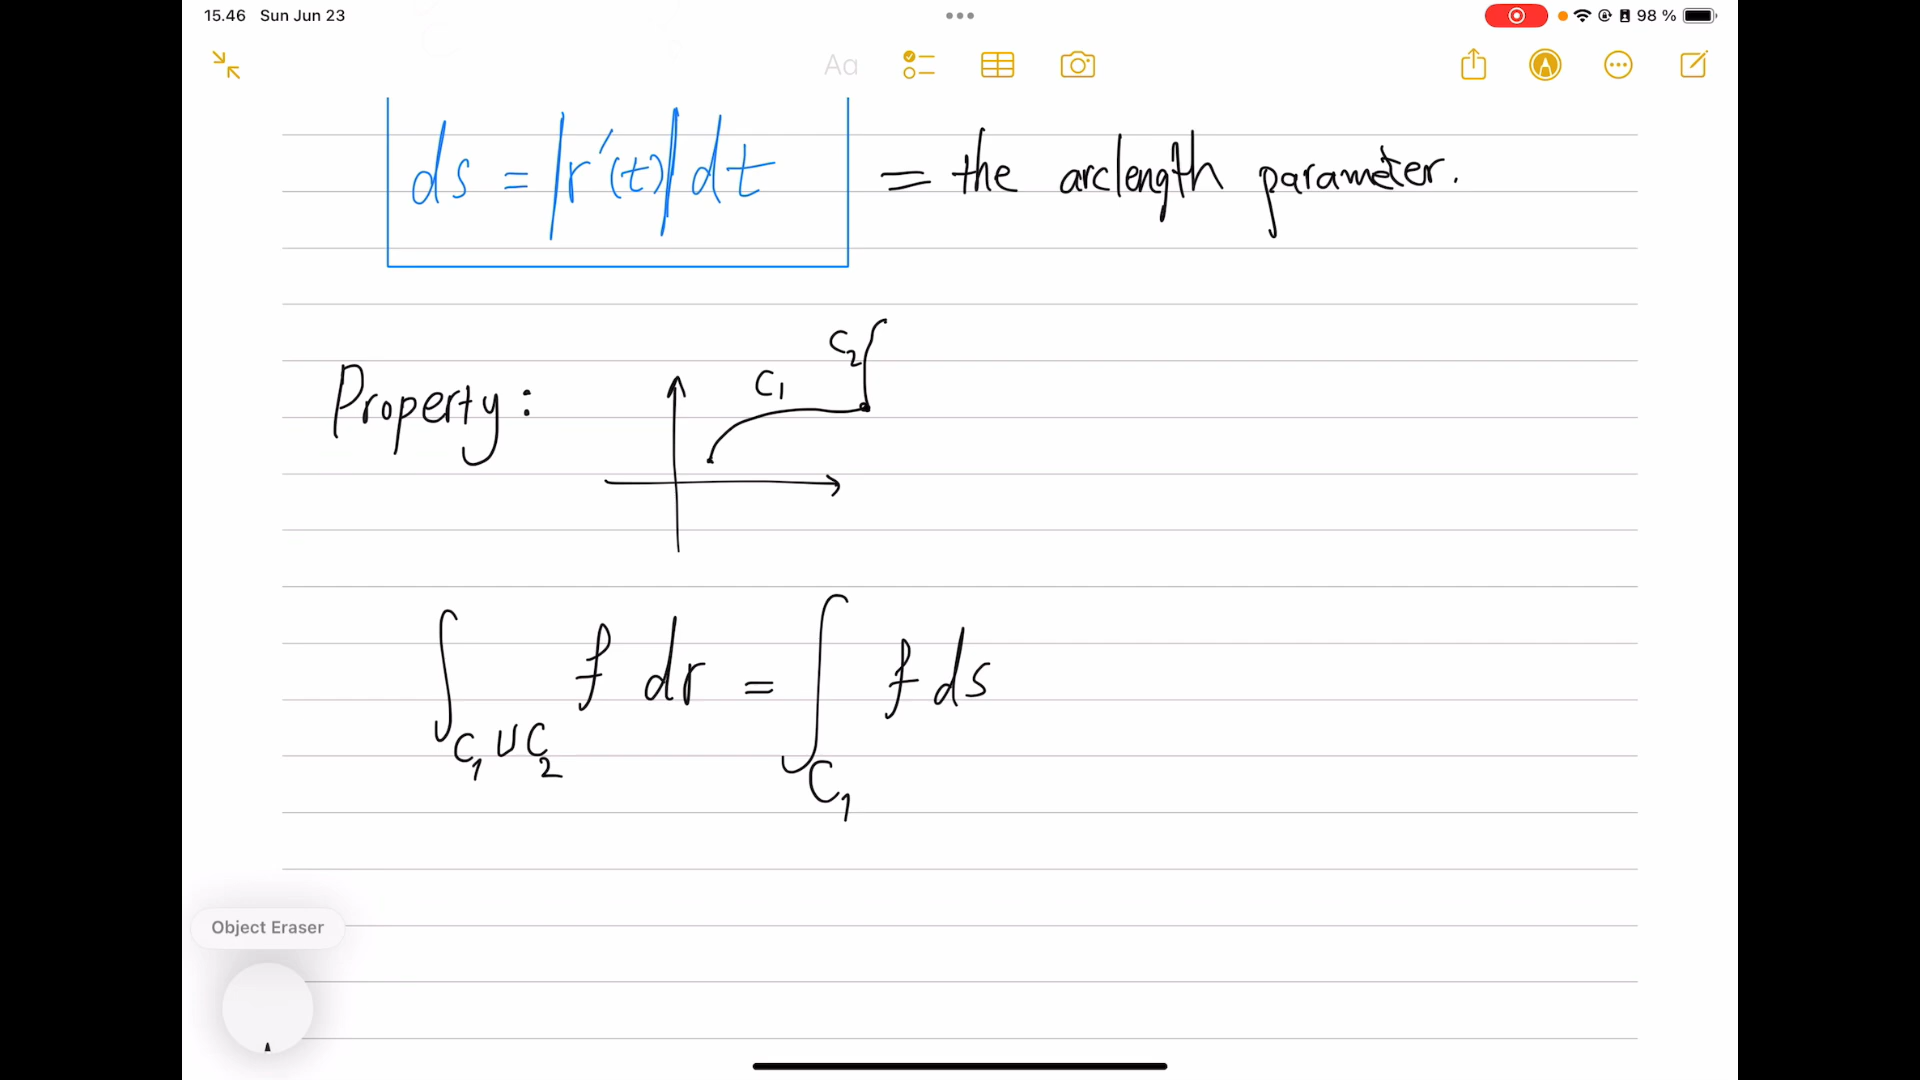 15.46 Sun Jun 23
98 %
Aa
ds = |r'(t)| dt = the arclength parameter.
C₂
C₁
Property:
∫_{C₁ ∪ C₂} f dr = ∫_{C₁} f ds
Object Eraser